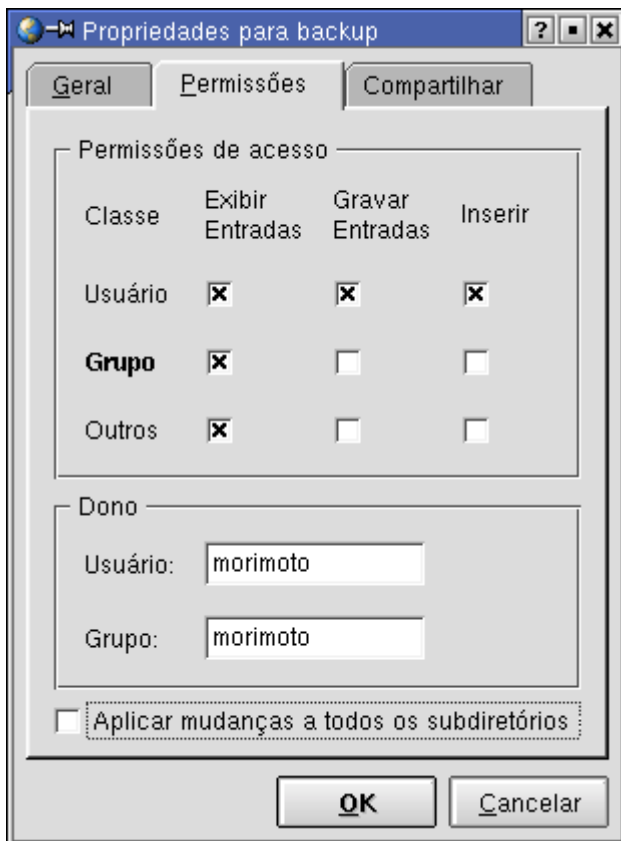 Propriedades para backup
Geral
Permissões
Compartilhar
Permissões de acesso
Classe
Exibir
Entradas
Gravar
Entradas
Inserir
Usuário
Grupo
Outros
Dono
Usuário: morimoto
Grupo: morimoto
Aplicar mudanças a todos os subdiretórios
OK
Cancelar